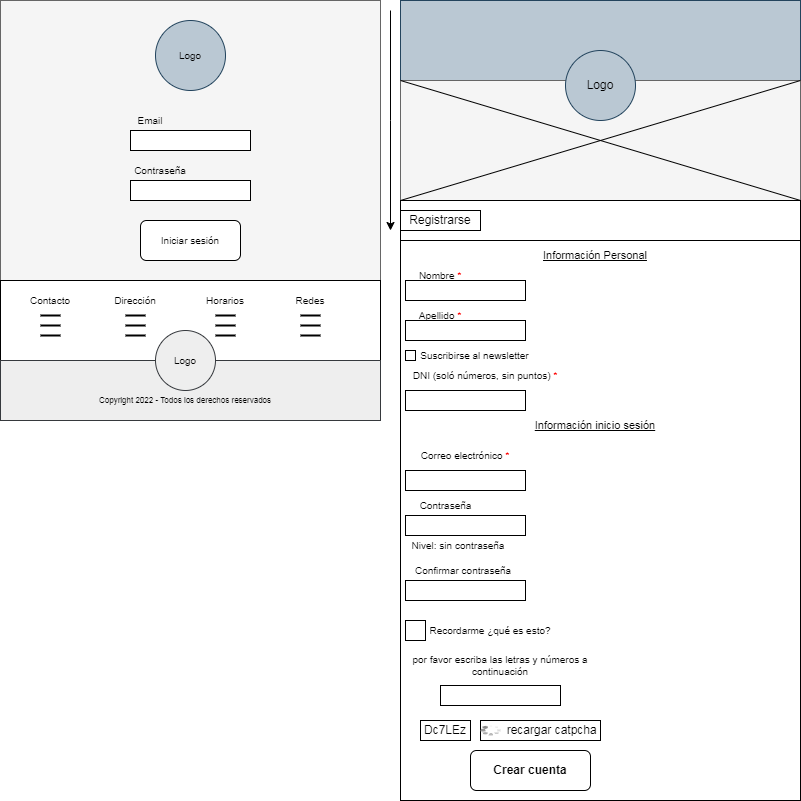 Logo
Email
Contraseña
Iniciar sesión
Contacto Dirección Horarios Redes
Logo
Copyright 2022 - Todos los derechos reservados
Logo
Registrarse
Información Personal
Nombre *
Apellido *
Suscribirse al newsletter
DNI (soló números, sin puntos) *
Información inicio sesión
Correo electrónico *
Contraseña
Nivel: sin contraseña
Confirmar contraseña
Recordarme ¿qué es esto?
por favor escriba las letras y números a
continuación
Dc7LEz recargar catpcha
Crear cuenta